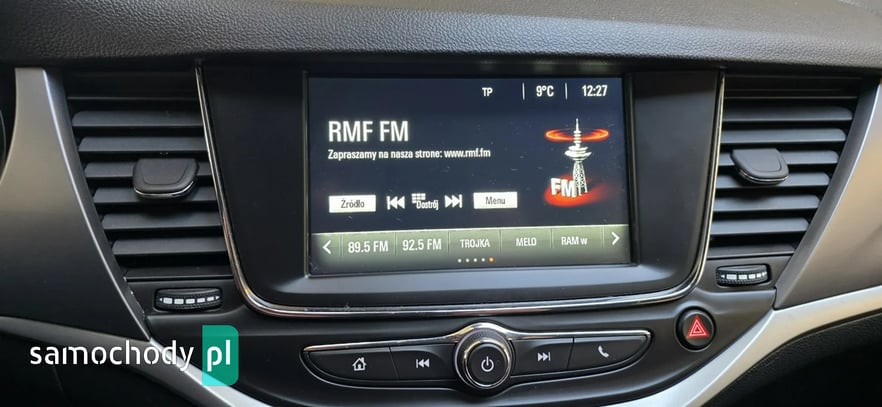 TP 9°C 12:27
RMF FM
Zapraszamy na nasza strone: www.rmf.fm
FM
Źródło Dostrój Menu
89.5 FM 92.5 FM TROJKA MELO RAM w
samochody pl